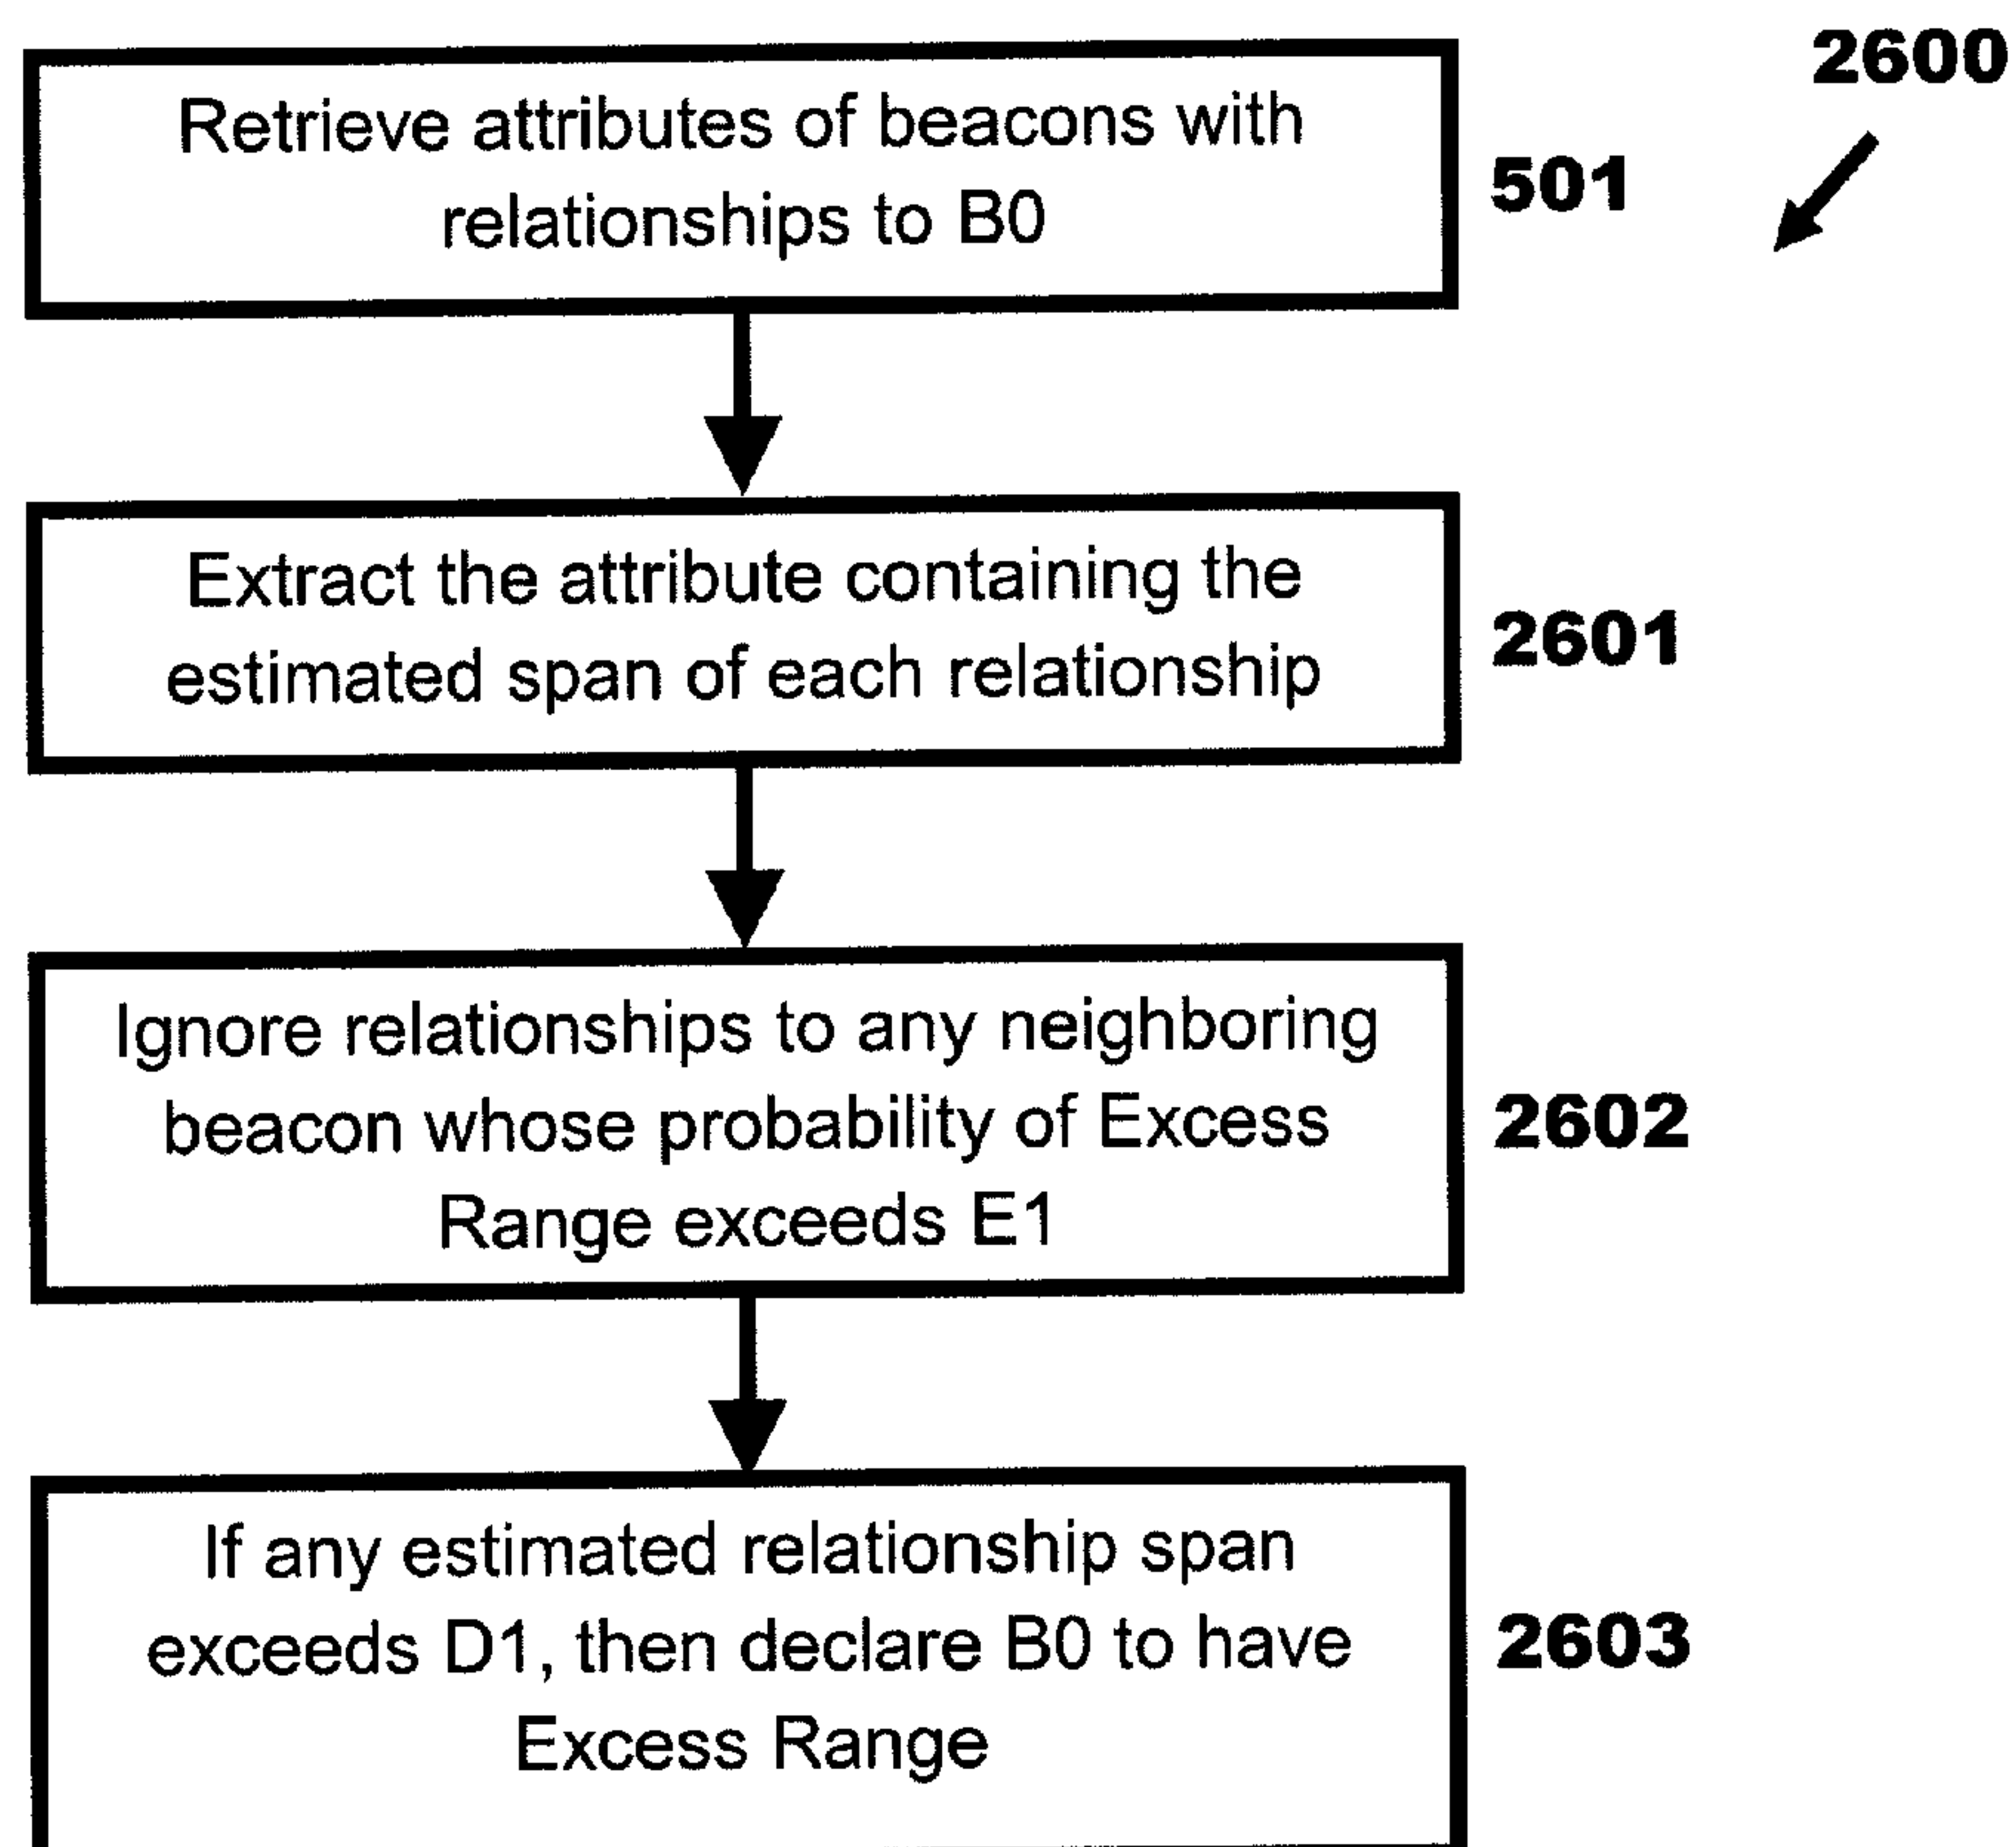 2600
Retrieve attributes of beacons with
relationships to B0
501
Extract the attribute containing the
estimated span of each relationship
2601
Ignore relationships to any neighboring
beacon whose probability of Excess
Range exceeds E1
2602
If any estimated relationship span
exceeds D1, then declare B0 to have
Excess Range
2603